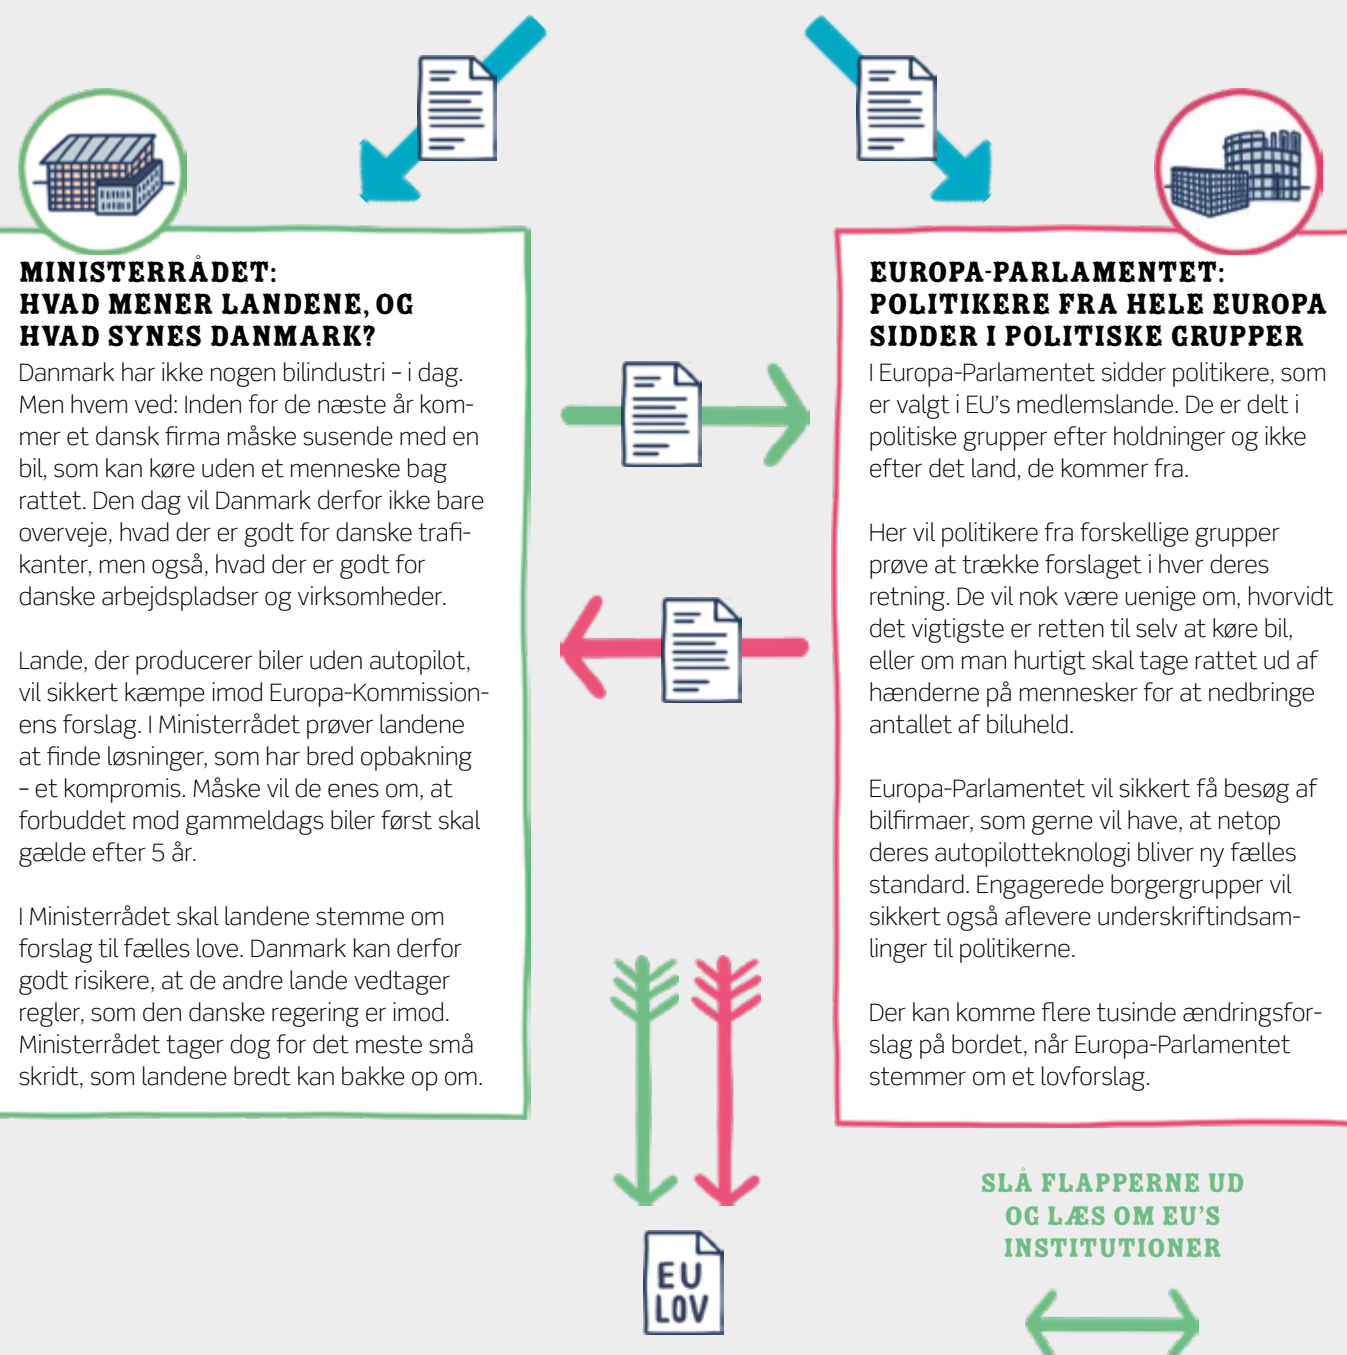 MINISTERRÅDET:
HVAD MENER LANDENE, OG
HVAD SYNES DANMARK?
Danmark har ikke nogen bilindustri – i dag.
Men hvem ved: Inden for de næste år kom-
mer et dansk firma måske susende med en
bil, som kan køre uden et menneske bag
rattet. Den dag vil Danmark derfor ikke bare
overveje, hvad der er godt for danske trafi-
kanter, men også, hvad der er godt for
danske arbejdspladser og virksomheder.
Lande, der producerer biler uden autopilot,
vil sikkert kæmpe imod Europa-Kommission-
ens forslag. I Ministerrådet prøver landene
at finde løsninger, som har bred opbakning
– et kompromis. Måske vil de enes om, at
forbuddet mod gammeldags biler først skal
gælde efter 5 år.
I Ministerrådet skal landene stemme om
forslag til fælles love. Danmark kan derfor
godt risikere, at de andre lande vedtager
regler, som den danske regering er imod.
Ministerrådet tager dog for det meste små
skridt, som landene bredt kan bakke op om.
EUROPA-PARLAMENTET:
POLITIKERE FRA HELE EUROPA
SIDDER I POLITISKE GRUPPER
I Europa-Parlamentet sidder politikere, som
er valgt i EU's medlemslande. De er delt i
politiske grupper efter holdninger og ikke
efter det land, de kommer fra.
Her vil politikere fra forskellige grupper
prøve at trække forslaget i hver deres
retning. De vil nok være uenige om, hvorvidt
det vigtigste er retten til selv at køre bil,
eller om man hurtigt skal tage rattet ud af
hænderne på mennesker for at nedbringe
antallet af biluheld.
Europa-Parlamentet vil sikkert få besøg af
bilfirmaer, som gerne vil have, at netop
deres autopilotteknologi bliver ny fælles
standard. Engagerede borgergrupper vil
sikkert også aflevere underskriftindsam-
linger til politikerne.
Der kan komme flere tusinde ændringsfor-
slag på bordet, når Europa-Parlamentet
stemmer om et lovforslag.
SLÅ FLAPPERNE UD
OG LÆS OM EU'S
INSTITUTIONER
EU
LOV